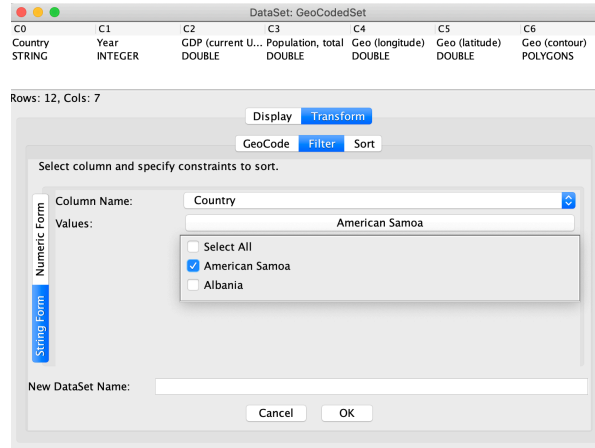 DataSet: GeoCodedSet
C0 C1 C2 C3 C4 C5 C6
Country Year GDP (current U... Population, total Geo (longitude) Geo (latitude) Geo (contour)
STRING INTEGER DOUBLE DOUBLE DOUBLE DOUBLE POLYGONS
Rows: 12, Cols: 7
Display Transform
GeoCode Filter Sort
Select column and specify constraints to sort.
Numeric Form
String Form
Column Name: Country
Values: American Samoa
Select All
American Samoa
Albania
New DataSet Name:
Cancel OK